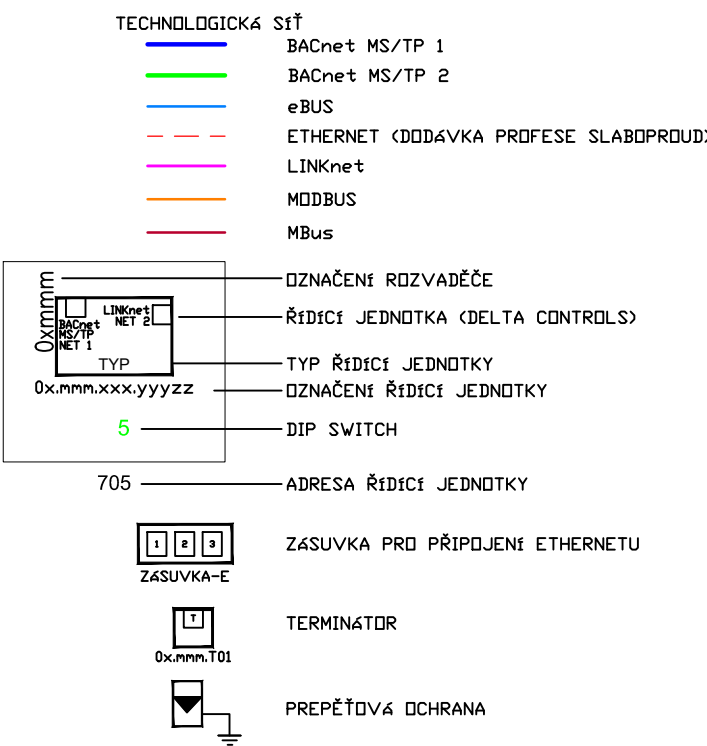 TECHNOLOGICKÁ SÍŤ
BACnet MS/TP 1
BACnet MS/TP 2
eBUS
ETHERNET (DODÁVKA PROFESE SLABOPROUD)
LINKnet
MODBUS
MBus
0xmmm
OZNAČENÍ ROZVADĚČE
LINKnet
NET 2
BACnet
MS/TP
NET 1
ŘÍDÍCÍ JEDNOTKA (DELTA CONTROLS)
TYP
TYP ŘÍDÍCÍ JEDNOTKY
0x.mmm.xxx.yyyzz
OZNAČENÍ ŘÍDÍCÍ JEDNOTKY
5
DIP SWITCH
705
ADRESA ŘÍDÍCÍ JEDNOTKY
1 2 3
ZÁSUVKA-E
ZÁSUVKA PRO PŘIPOJENÍ ETHERNETU
T
0x.mmm.T01
TERMINÁTOR
PREPĚŤOVÁ OCHRANA